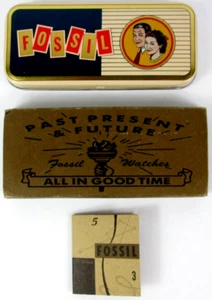 FOSSIL
PAST PRESENT
& FUTURE
Fossil Watches
ALL IN GOOD TIME
5
FOSSIL
3